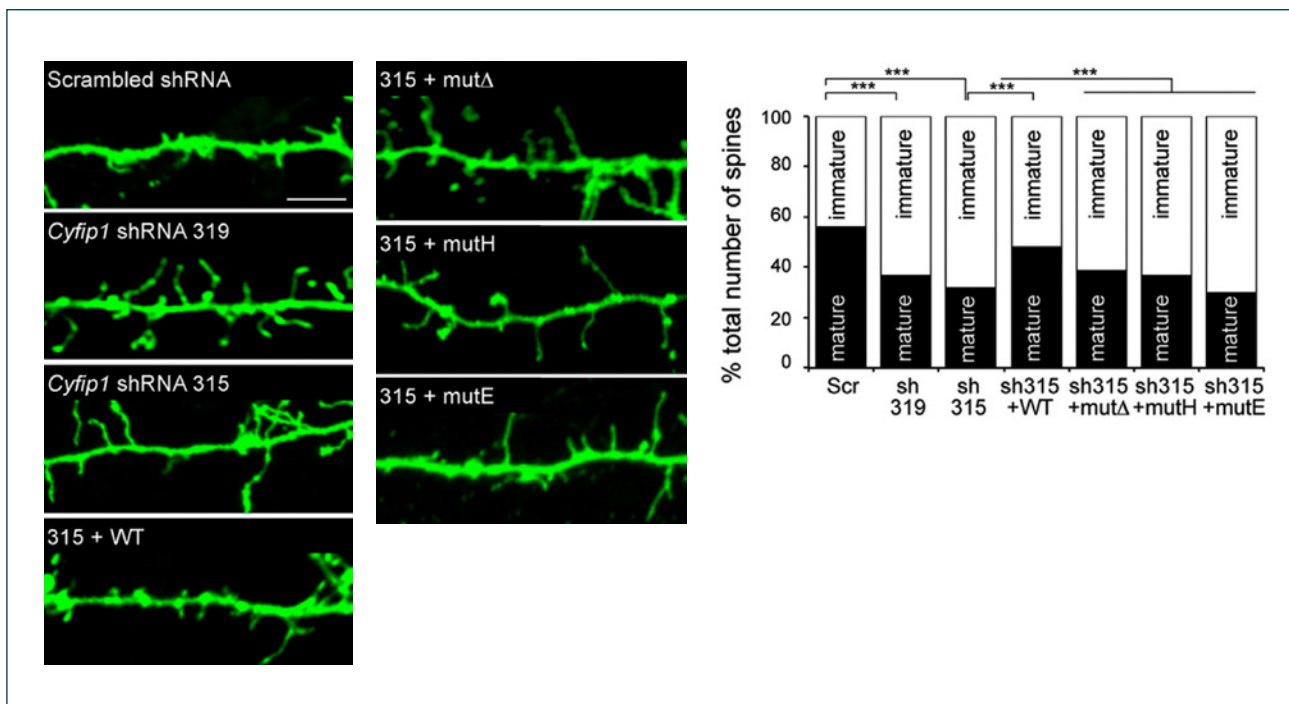 Scrambled shRNA
Cyfip1 shRNA 319
Cyfip1 shRNA 315
315 + WT
315 + mutΔ
315 + mutH
315 + mutE
*** ***
*** ***
% total number of spines
100
80
60
40
20
0
immature immature immature immature immature immature immature
mature mature mature mature mature mature mature
Scr sh sh sh315 sh315 sh315 sh315
319 315 +WT +mutΔ +mutH +mutE